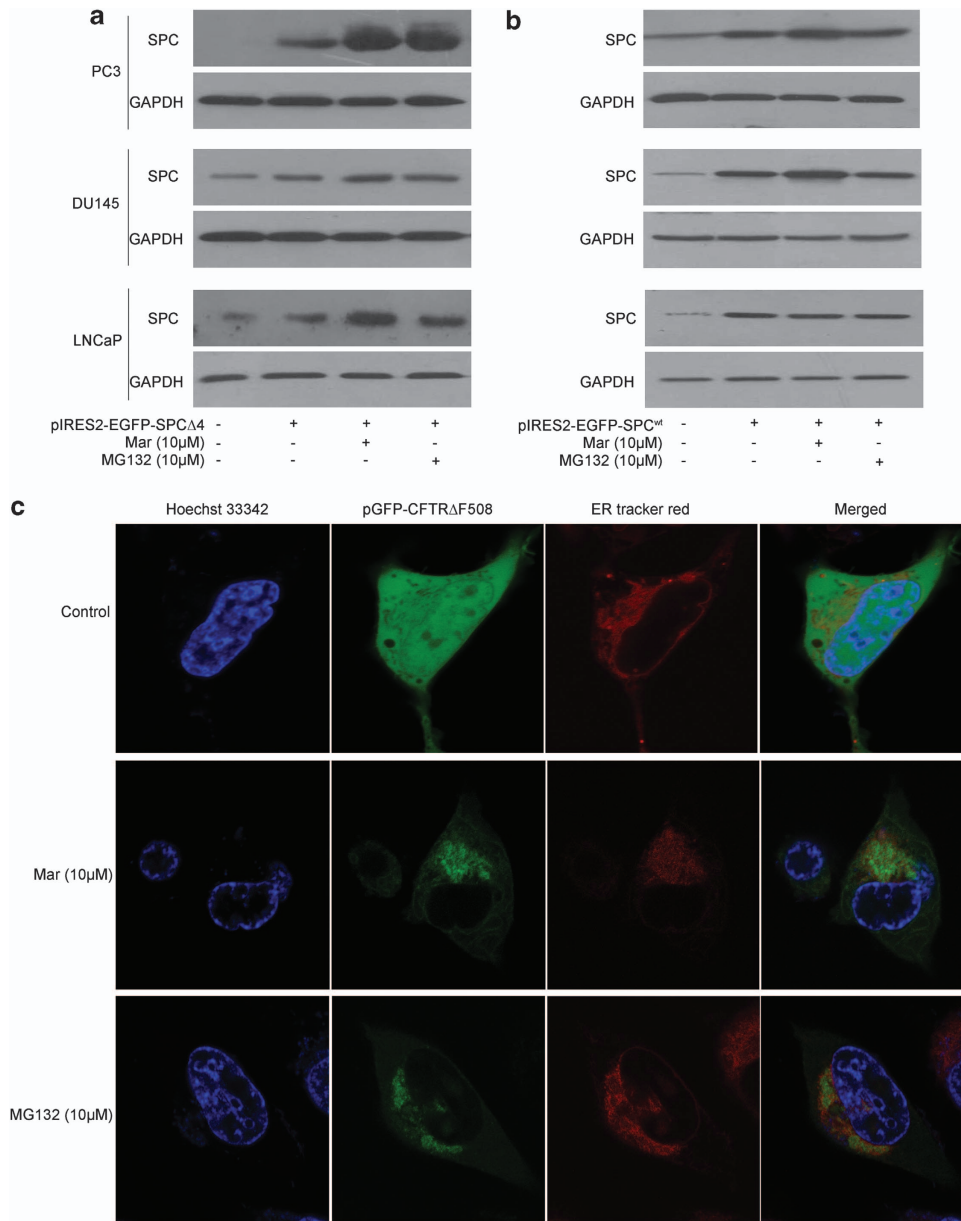 a
PC3
SPC
GAPDH
DU145
SPC
GAPDH
LNCaP
SPC
GAPDH
pIRES2-EGFP-SPCΔ4 - + + +
Mar (10μM) - - + -
MG132 (10μM) - - - +
b
SPC
GAPDH
SPC
GAPDH
SPC
GAPDH
pIRES2-EGFP-SPCwt - + + +
Mar (10μM) - - + -
MG132 (10μM) - - - +
c
Hoechst 33342 pGFP-CFTRΔF508 ER tracker red Merged
Control
Mar (10μM)
MG132 (10μM)